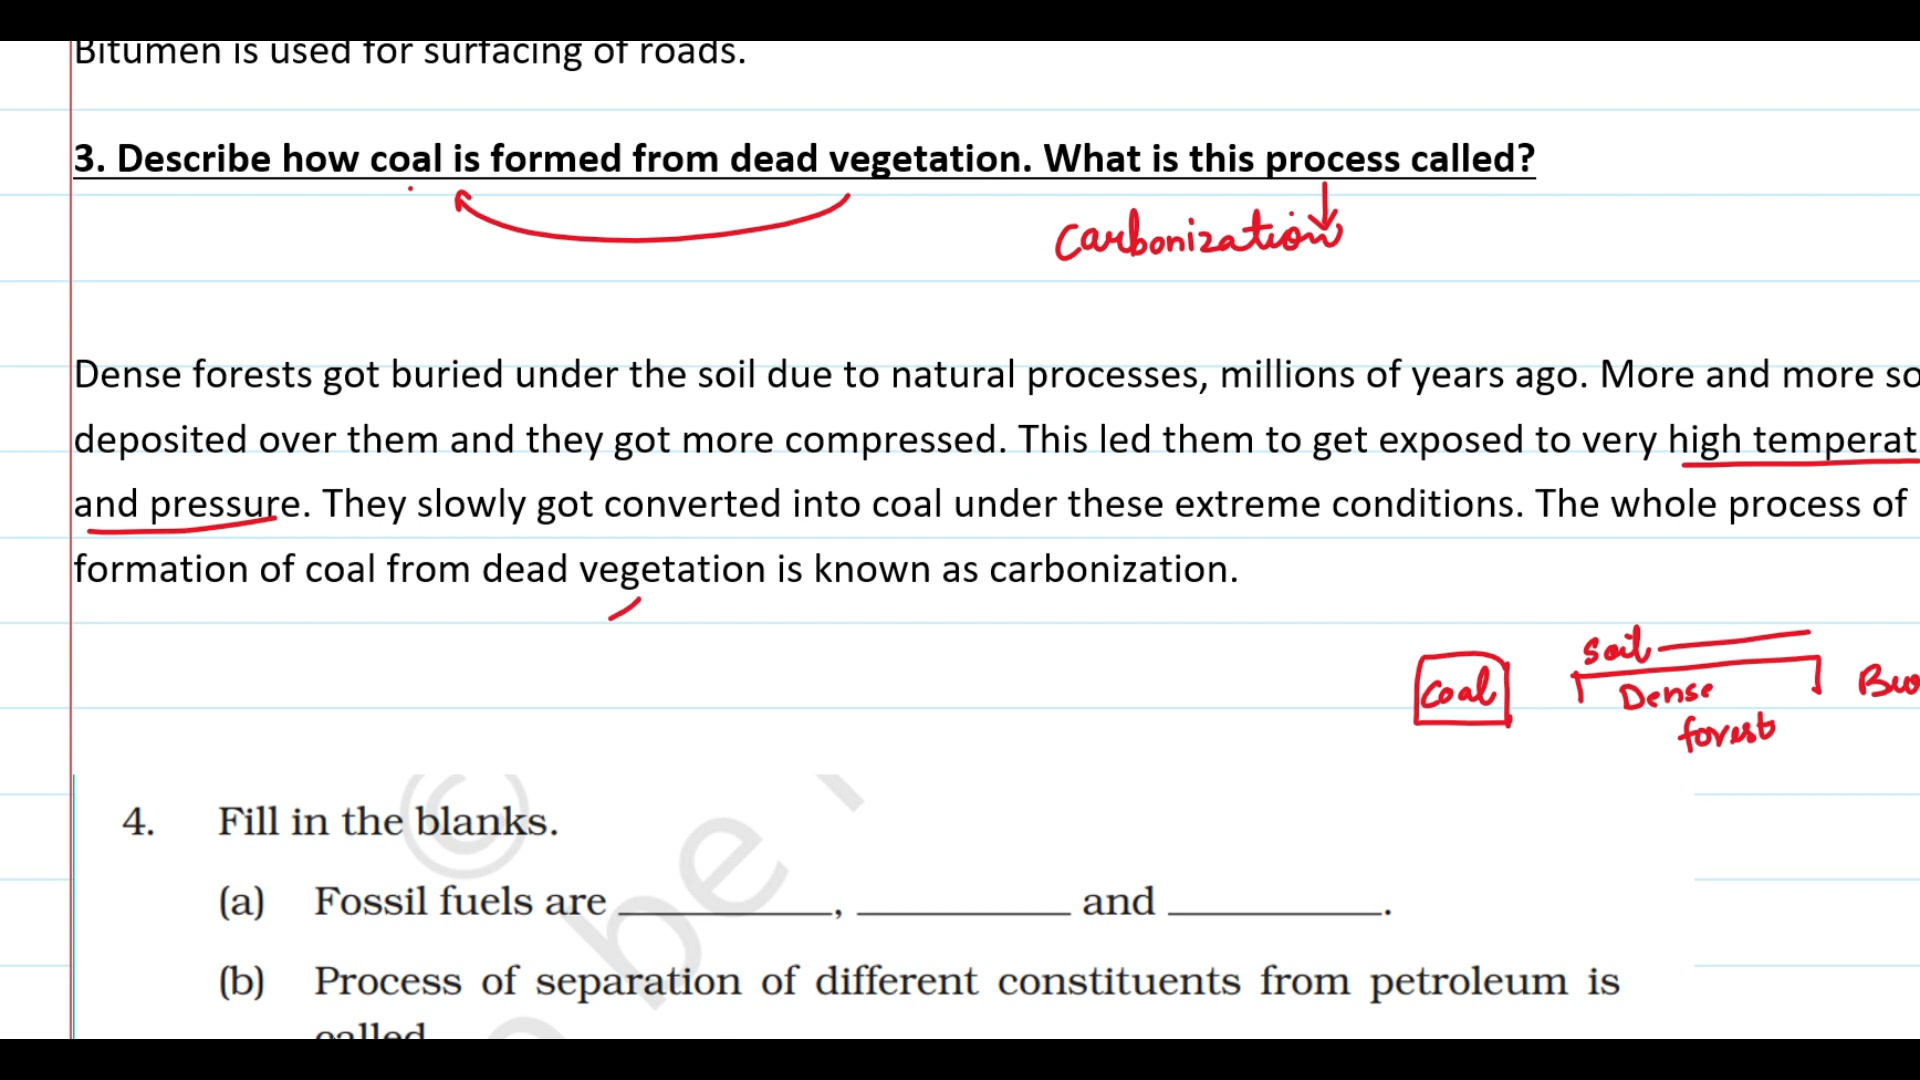 Bitumen is used for surfacing of roads.
3. Describe how coal is formed from dead vegetation. What is this process called?
Carbonization
Dense forests got buried under the soil due to natural processes, millions of years ago. More and more so
deposited over them and they got more compressed. This led them to get exposed to very high temperat
and pressure. They slowly got converted into coal under these extreme conditions. The whole process of
formation of coal from dead vegetation is known as carbonization.
Soil
Coal Dense
forest
4. Fill in the blanks.
(a) Fossil fuels are __________, __________ and __________.
(b) Process of separation of different constituents from petroleum is
called
© be